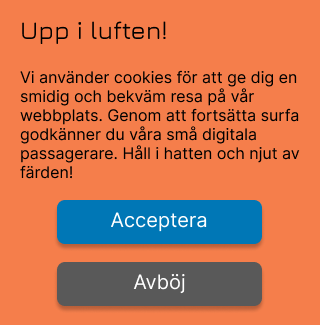 Upp i luften!
Vi använder cookies för att ge dig en
smidig och bekväm resa på vår
webbplats. Genom att fortsätta surfa
godkänner du våra små digitala
passagerare. Håll i hatten och njut av
färden!
Acceptera
Avböj